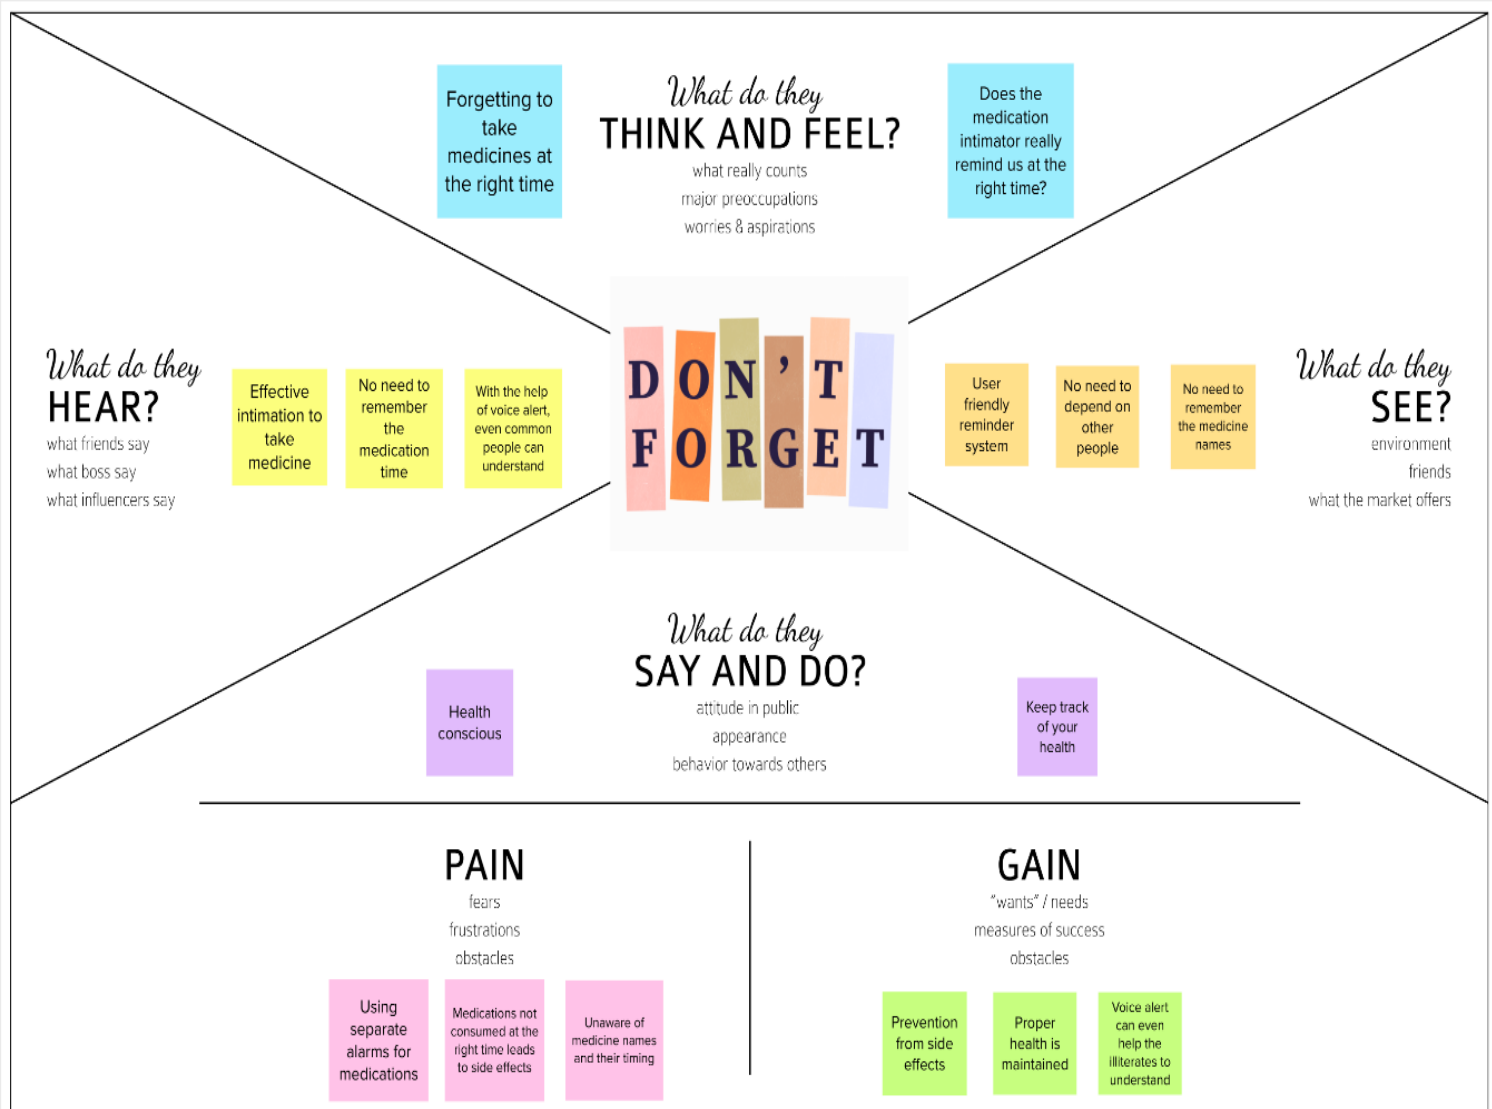 Forgetting to
take
medicines at
the right time
What do they
THINK AND FEEL?
what really counts
major preoccupations
worries & aspirations
Does the
medication
intimator really
remind us at the
right time?
What do they
HEAR?
what friends say
what boss say
what influencers say
Effective
intimation to
take
medicine
No need to
remember
the
medication
time
With the help
of voice alert,
even common
people can
understand
DON'T
FORGET
User
friendly
reminder
system
No need to
depend on
other
people
No need to
remember
the medicine
names
What do they
SEE?
environment
friends
what the market offers
What do they
SAY AND DO?
attitude in public
appearance
behavior towards others
Health
conscious
Keep track
of your
health
PAIN
fears
frustrations
obstacles
Using
separate
alarms for
medications
Medications not
consumed at the
right time leads
to side effects
Unaware of
medicine names
and their timing
GAIN
"wants" / needs
measures of success
obstacles
Prevention
from side
effects
Proper
health is
maintained
Voice alert
can even
help the
illiterates to
understand